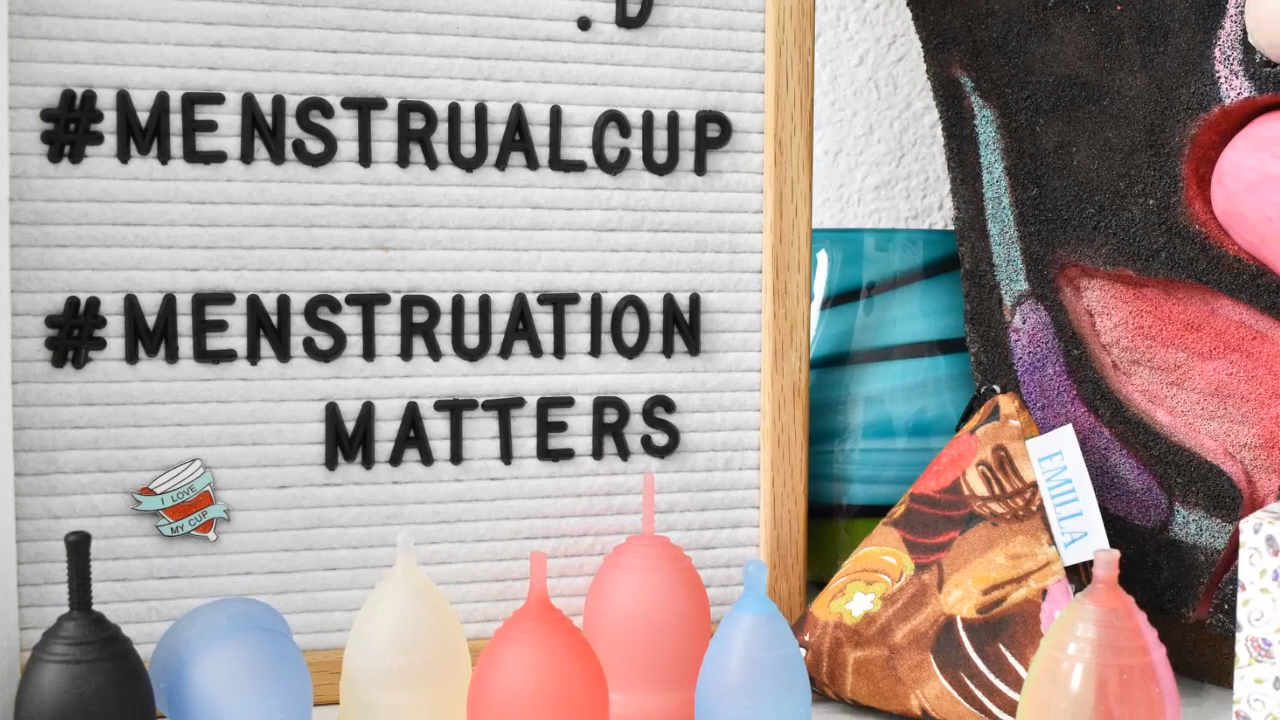 .D
#MENSTRUALCUP
#MENSTRUATION
MATTERS
I LOVE
MY CUP
EMILLA